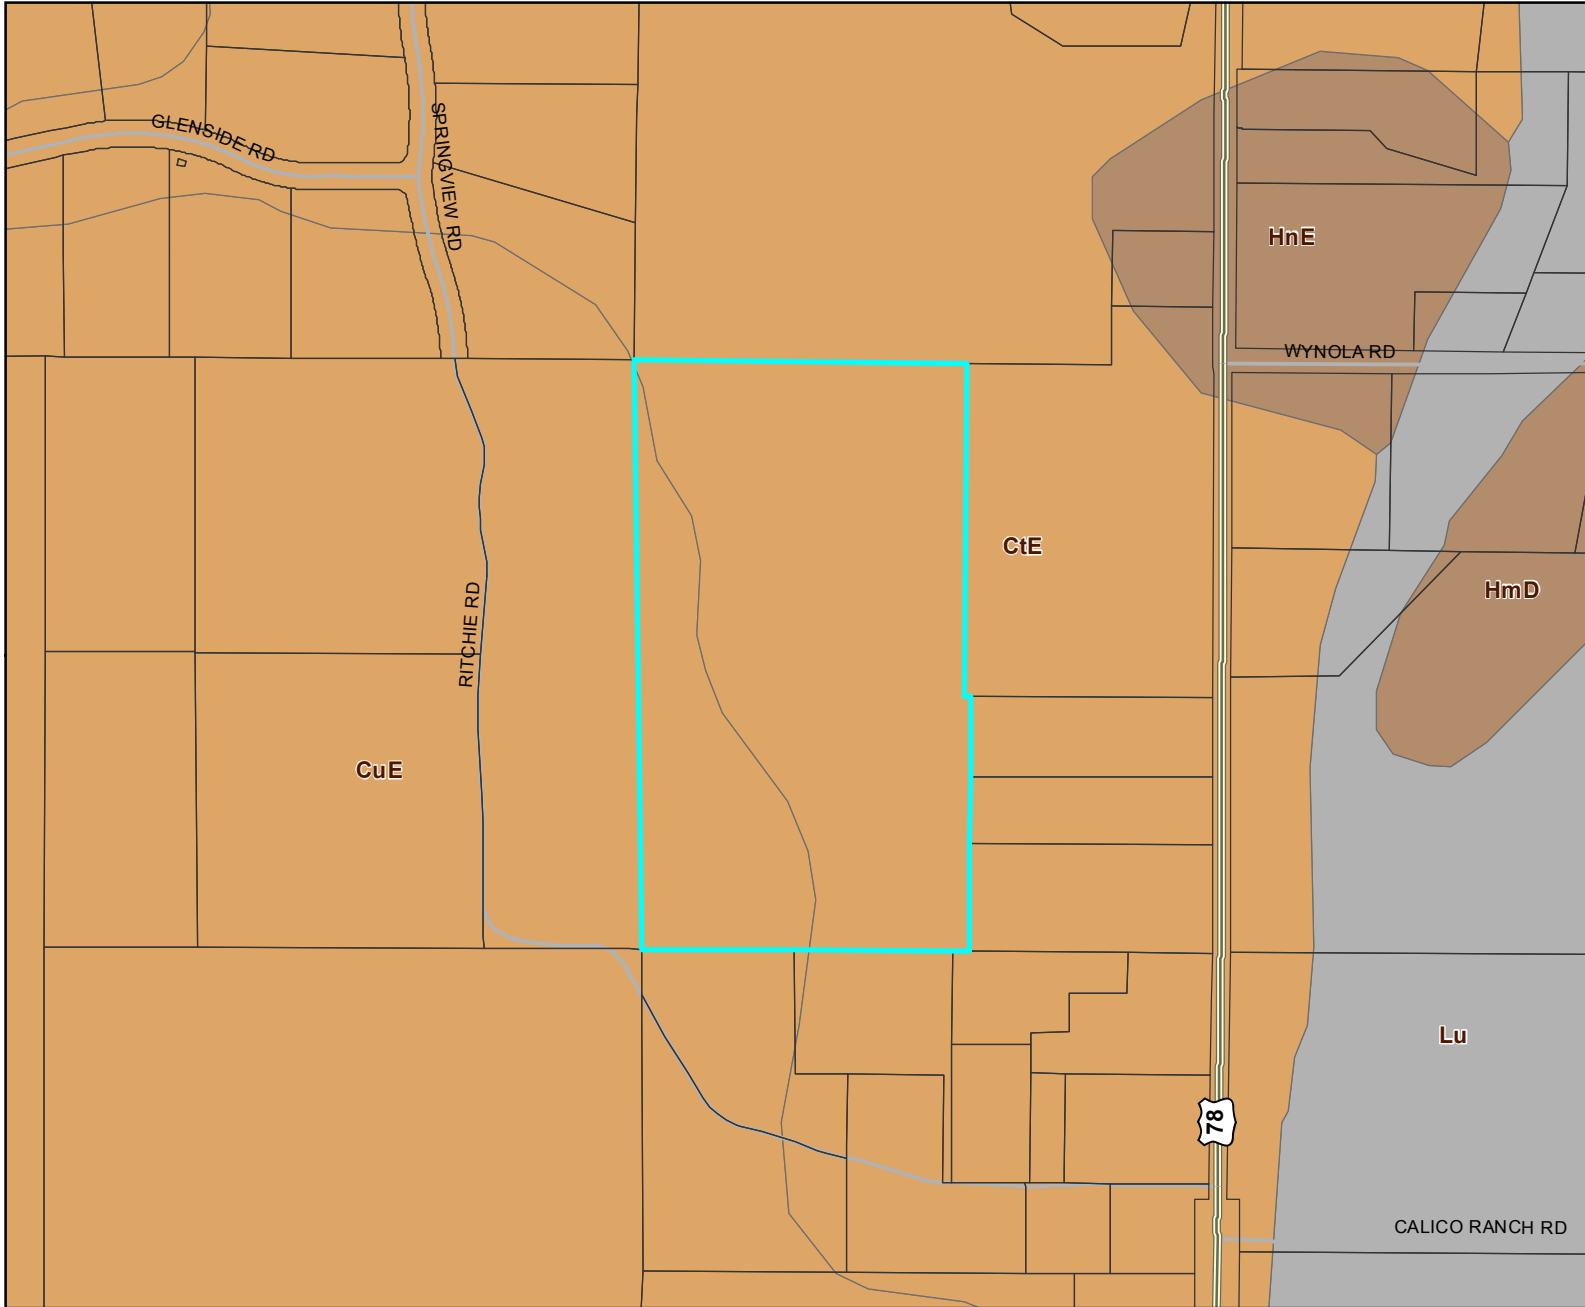 GLENSIDE RD
SPRINGVIEW RD
HnE
WYNOLA RD
CtE
HmD
RITCHIE RD
CuE
Lu
78
CALICO RANCH RD